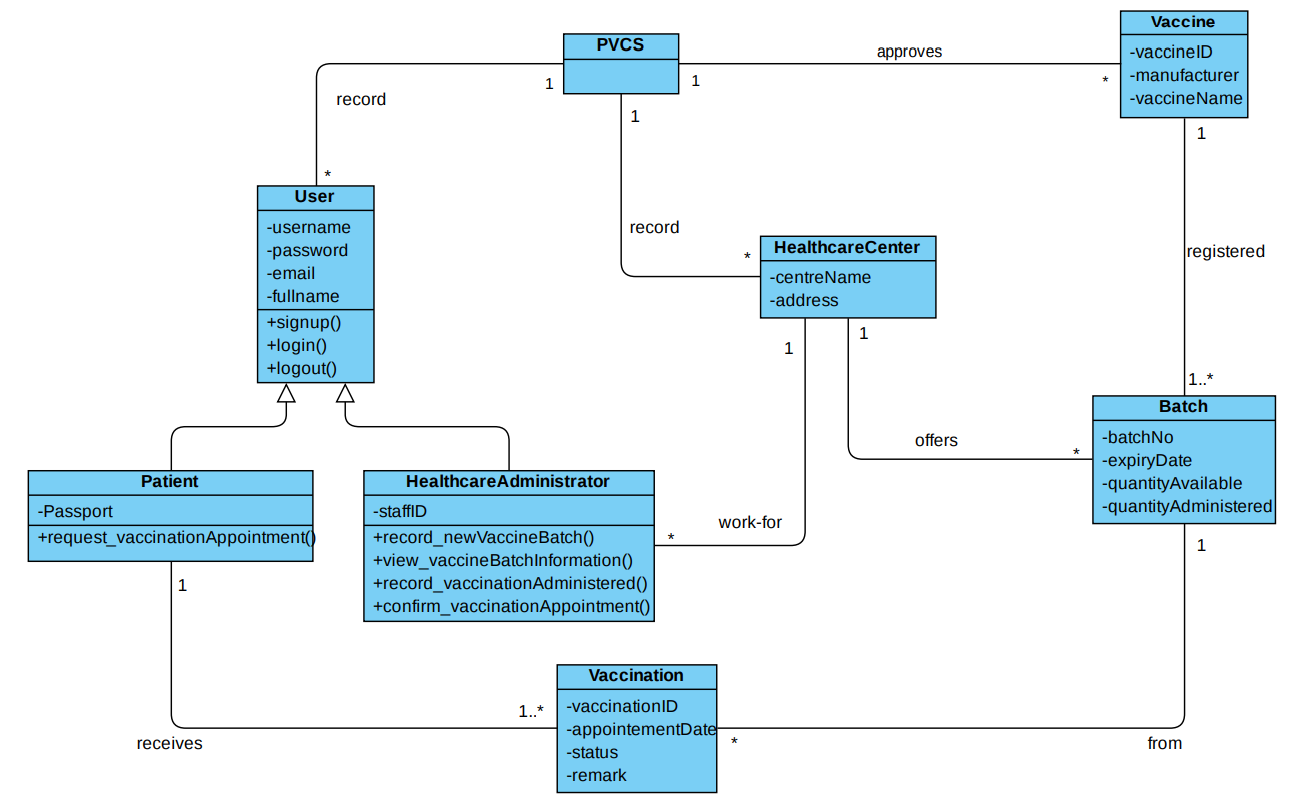 PVCS
1
1
1
approves
*
Vaccine
-vaccineID
-manufacturer
-vaccineName
1
record
*
User
-username
-password
-email
-fullname
+signup()
+login()
+logout()
record
*
HealthcareCenter
-centreName
-address
1
1
registered
1..*
offers
*
Batch
-batchNo
-expiryDate
-quantityAvailable
-quantityAdministered
1
Patient
-Passport
+request_vaccinationAppointment()
1
HealthcareAdministrator
-staffID
+record_newVaccineBatch()
+view_vaccineBatchInformation()
+record_vaccinationAdministered()
+confirm_vaccinationAppointment()
work-for
*
receives
1..*
Vaccination
-vaccinationID
-appointementDate
-status
-remark
*
from